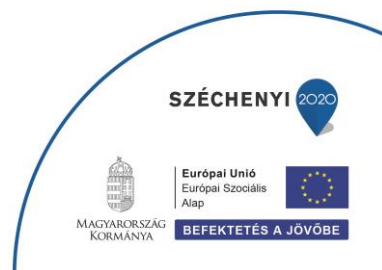 SZÉCHENYI 2020
Európai Unió
Európai Szociális
Alap
MAGYARORSZÁG
KORMÁNYA
BEFEKTETÉS A JÖVŐBE